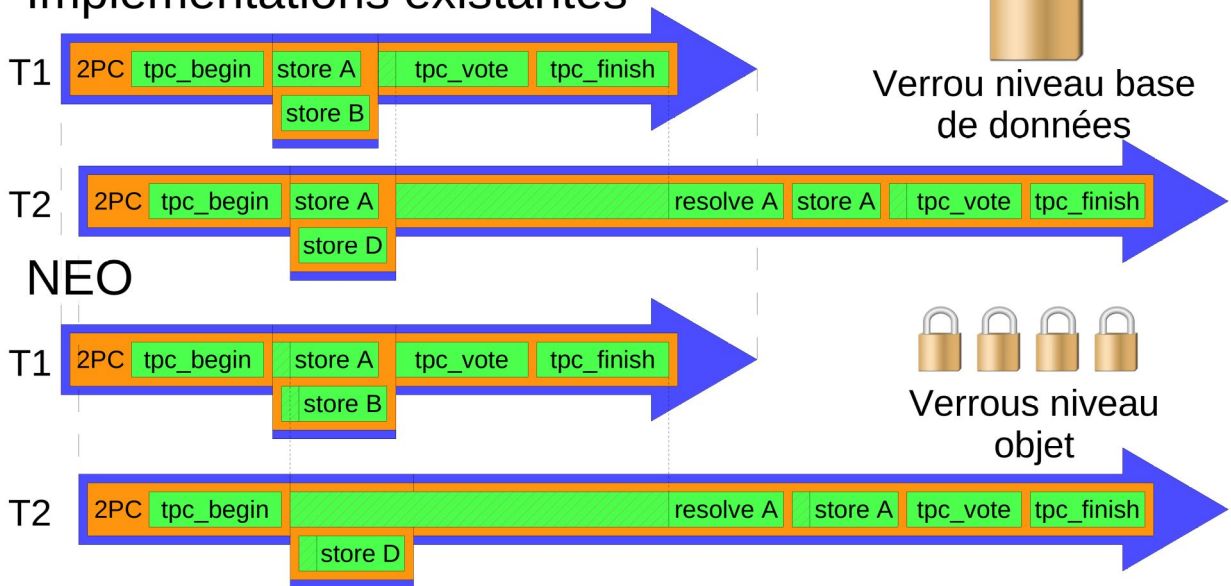 Implémentations existantes
T1
2PC tpc_begin store A tpc_vote tpc_finish
store B
Verrou niveau base
de données
T2
2PC tpc_begin store A resolve A store A tpc_vote tpc_finish
store D
NEO
T1
2PC tpc_begin store A tpc_vote tpc_finish
store B
Verrous niveau
objet
T2
2PC tpc_begin resolve A store A tpc_vote tpc_finish
store D